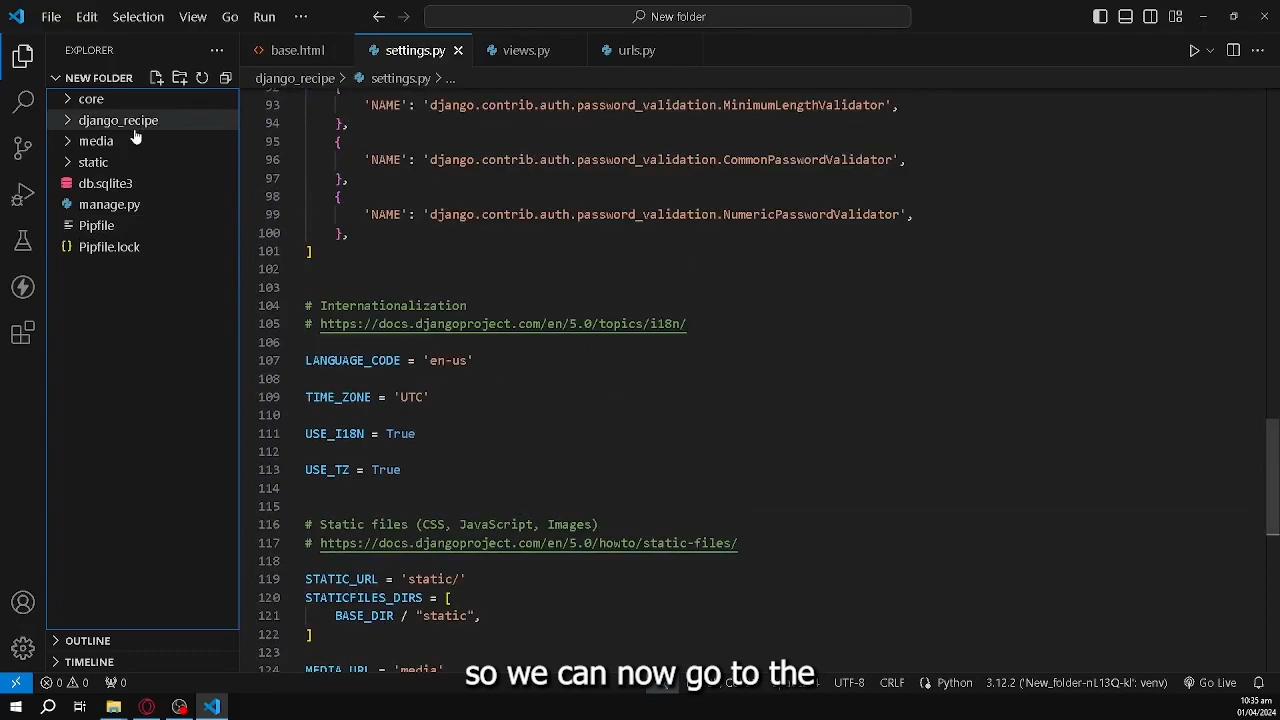 File Edit Selection View Go Run ··· New folder
EXPLORER ···
base.html settings.py views.py urls.py
NEW FOLDER
django_recipe > settings.py > ...
core
django_recipe
media
static
db.sqlite3
manage.py
Pipfile
Pipfile.lock
93 'NAME': 'django.contrib.auth.password_validation.MinimumLengthValidator',
94 },
95 {
96 'NAME': 'django.contrib.auth.password_validation.CommonPasswordValidator',
97 },
98 {
99 'NAME': 'django.contrib.auth.password_validation.NumericPasswordValidator',
100 },
101 ]
102
103
104 # Internationalization
105 # https://docs.djangoproject.com/en/5.0/topics/i18n/
106
107 LANGUAGE_CODE = 'en-us'
108
109 TIME_ZONE = 'UTC'
110
111 USE_I18N = True
112
113 USE_TZ = True
114
115
116 # Static files (CSS, JavaScript, Images)
117 # https://docs.djangoproject.com/en/5.0/howto/static-files/
118
119 STATIC_URL = 'static/'
120 STATICFILES_DIRS = [
121 BASE_DIR / "static",
122 ]
123
124 MEDIA_URL = 'media'
OUTLINE
TIMELINE
so we can now go to the
0 0 0 UTF-8 CRLF Python 3.12.2 ('New_folder-nL13Q-kl': venv) Go Live
10:35 am
01/04/2024